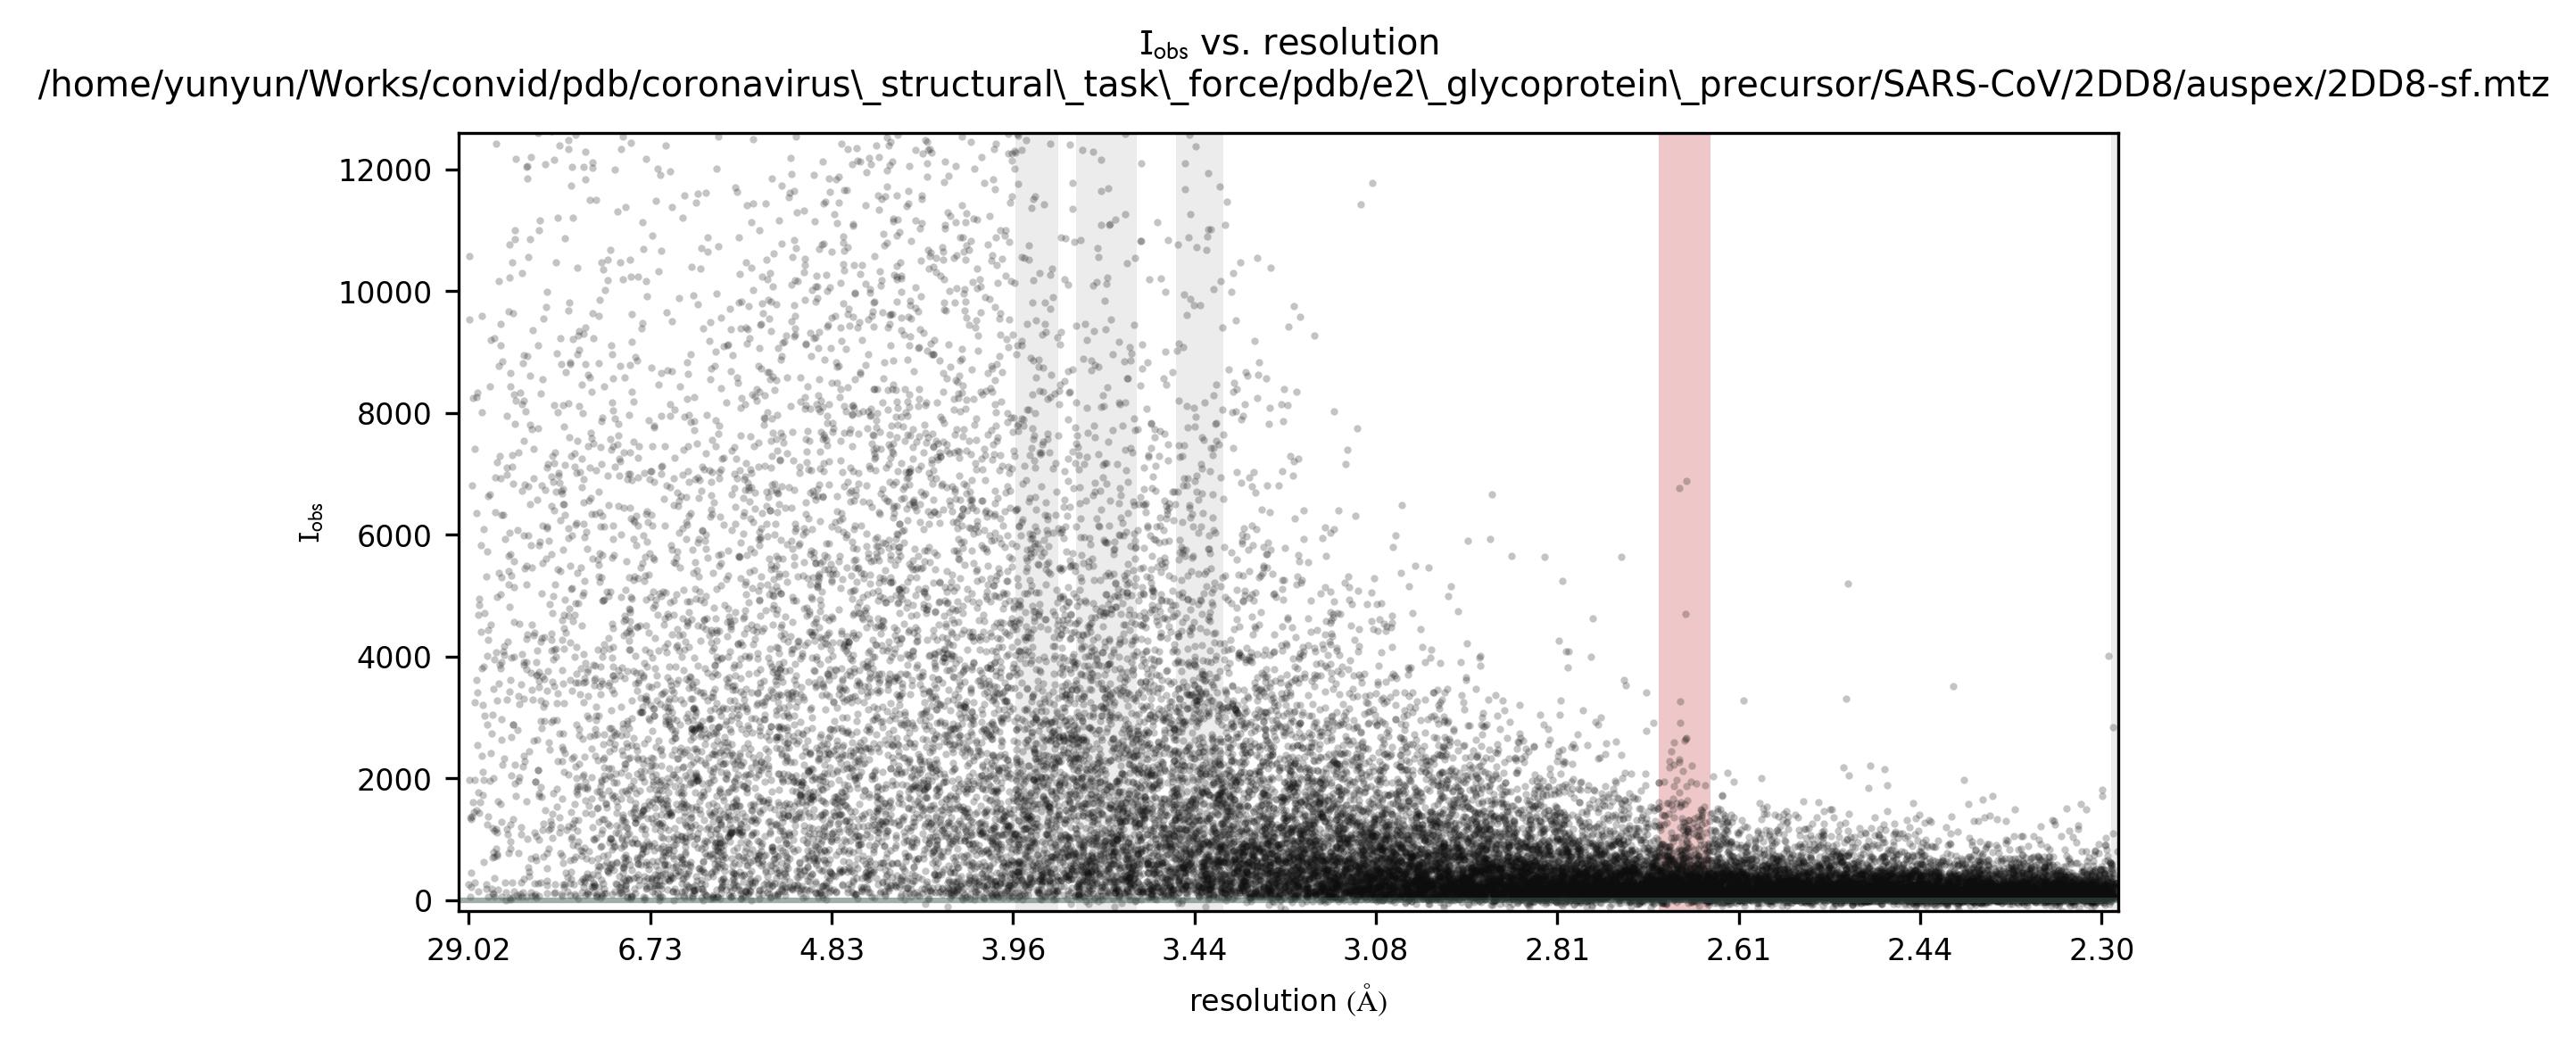 Iobs vs. resolution
/home/yunyun/Works/convid/pdb/coronavirus\_structural\_task\_force/pdb/e2\_glycoprotein\_precursor/SARS-CoV/2DD8/auspex/2DD8-sf.mtz
12000
10000
8000
6000
4000
2000
0
Iobs
29.02 6.73 4.83 3.96 3.44 3.08 2.81 2.61 2.44 2.30
resolution (Å)